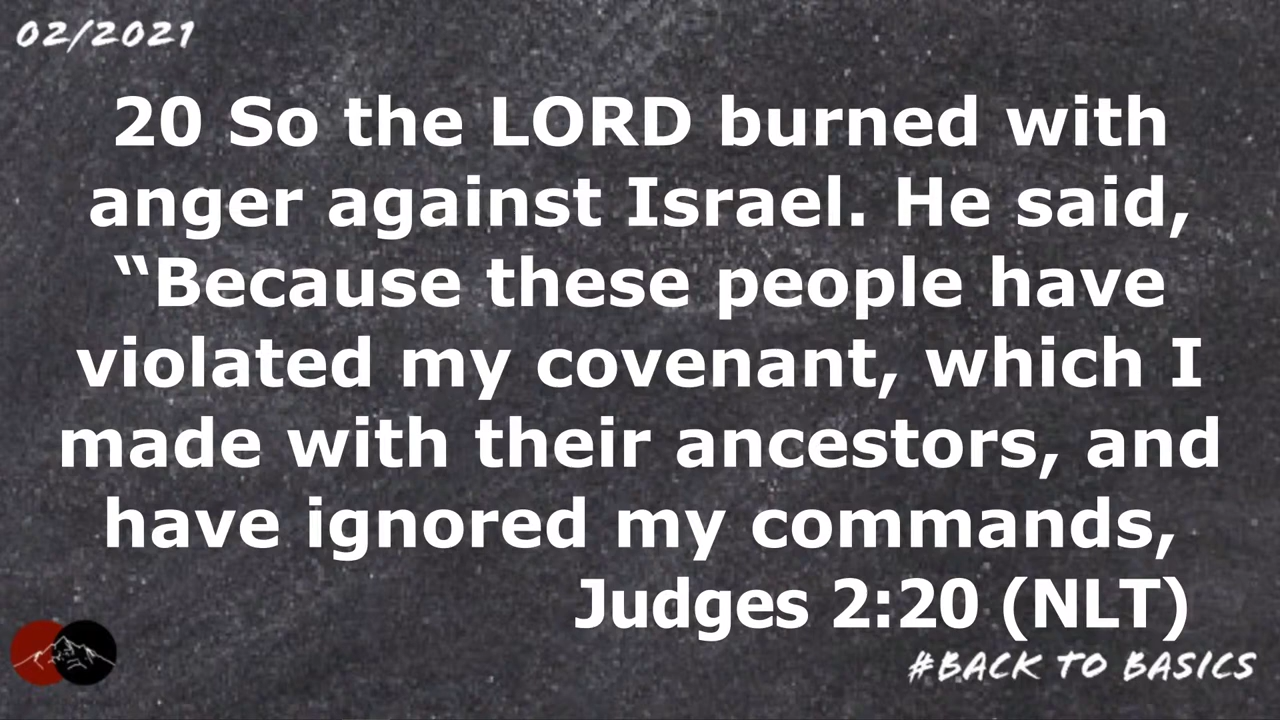 02/2021
20 So the LORD burned with
anger against Israel. He said,
“Because these people have
violated my covenant, which I
made with their ancestors, and
have ignored my commands,
Judges 2:20 (NLT)
#BACK TO BASICS